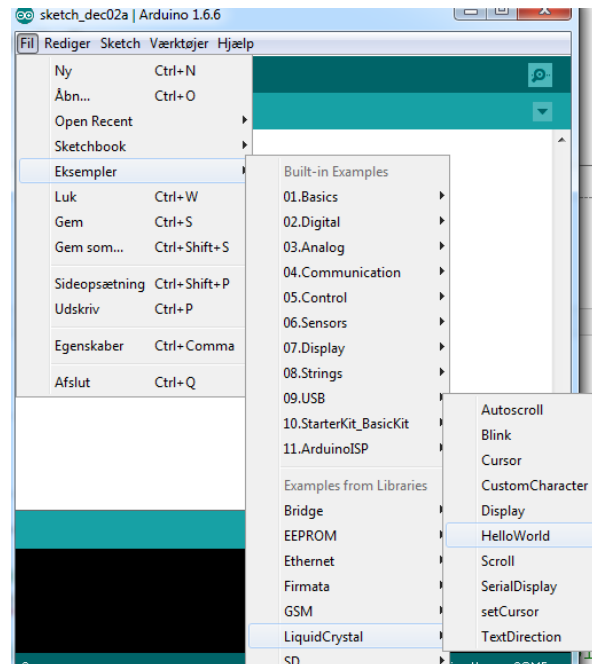 sketch_dec02a | Arduino 1.6.6
Fil Rediger Sketch Værktøjer Hjælp
Ny Ctrl+N
Åbn... Ctrl+O
Open Recent
Sketchbook
Eksempler
Luk Ctrl+W
Gem Ctrl+S
Gem som... Ctrl+Shift+S
Sideopsætning Ctrl+Shift+P
Udskriv Ctrl+P
Egenskaber Ctrl+Comma
Afslut Ctrl+Q
Built-in Examples
01.Basics
02.Digital
03.Analog
04.Communication
05.Control
06.Sensors
07.Display
08.Strings
09.USB
10.StarterKit_BasicKit
11.ArduinoISP
Examples from Libraries
Bridge
EEPROM
Ethernet
Firmata
GSM
LiquidCrystal
SD
Autoscroll
Blink
Cursor
CustomCharacter
Display
HelloWorld
Scroll
SerialDisplay
setCursor
TextDirection